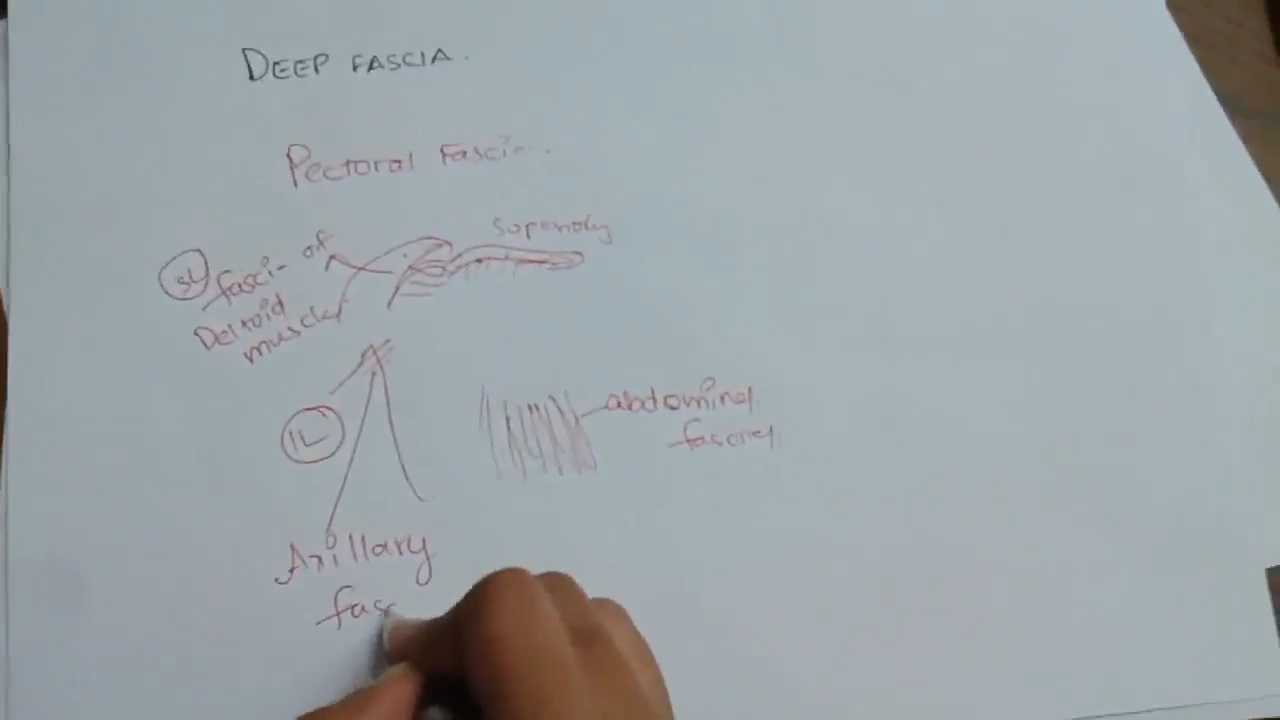 DEEP FASCIA.
Pectoral Fascia.
Superiorly
SL
fascia of
Deltoid
muscle
abdominal
fascia
IL
Axillary
fas